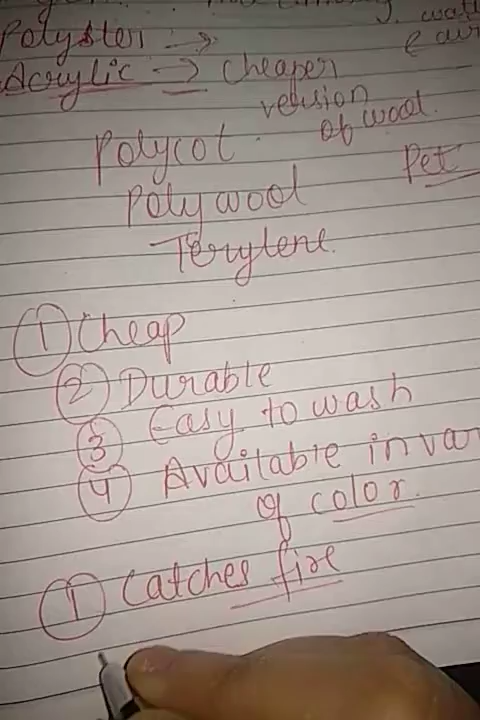 Polyster →
Acrylic → cheaper
version
of wool.
Polycot
Pet
Polywool
Terylene.
① Cheap
② Durable
③ Easy to wash
④ Available in var
of color.
① Catches fire